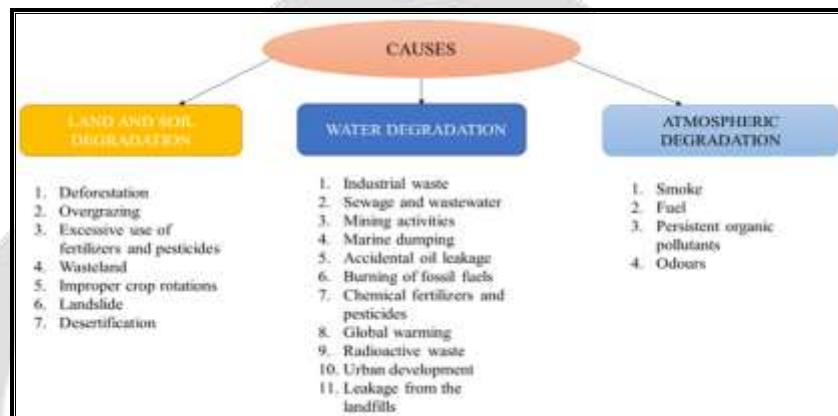 CAUSES
LAND AND SOIL
DEGRADATION
1. Deforestation
2. Overgrazing
3. Excessive use of
fertilizers and pesticides
4. Wasteland
5. Improper crop rotations
6. Landslide
7. Desertification
WATER DEGRADATION
1. Industrial waste
2. Sewage and wastewater
3. Mining activities
4. Marine dumping
5. Accidental oil leakage
6. Burning of fossil fuels
7. Chemical fertilizers and
pesticides
8. Global warming
9. Radioactive waste
10. Urban development
11. Leakage from the
landfills
ATMOSPHERIC
DEGRADATION
1. Smoke
2. Fuel
3. Persistent organic
pollutants
4. Odours